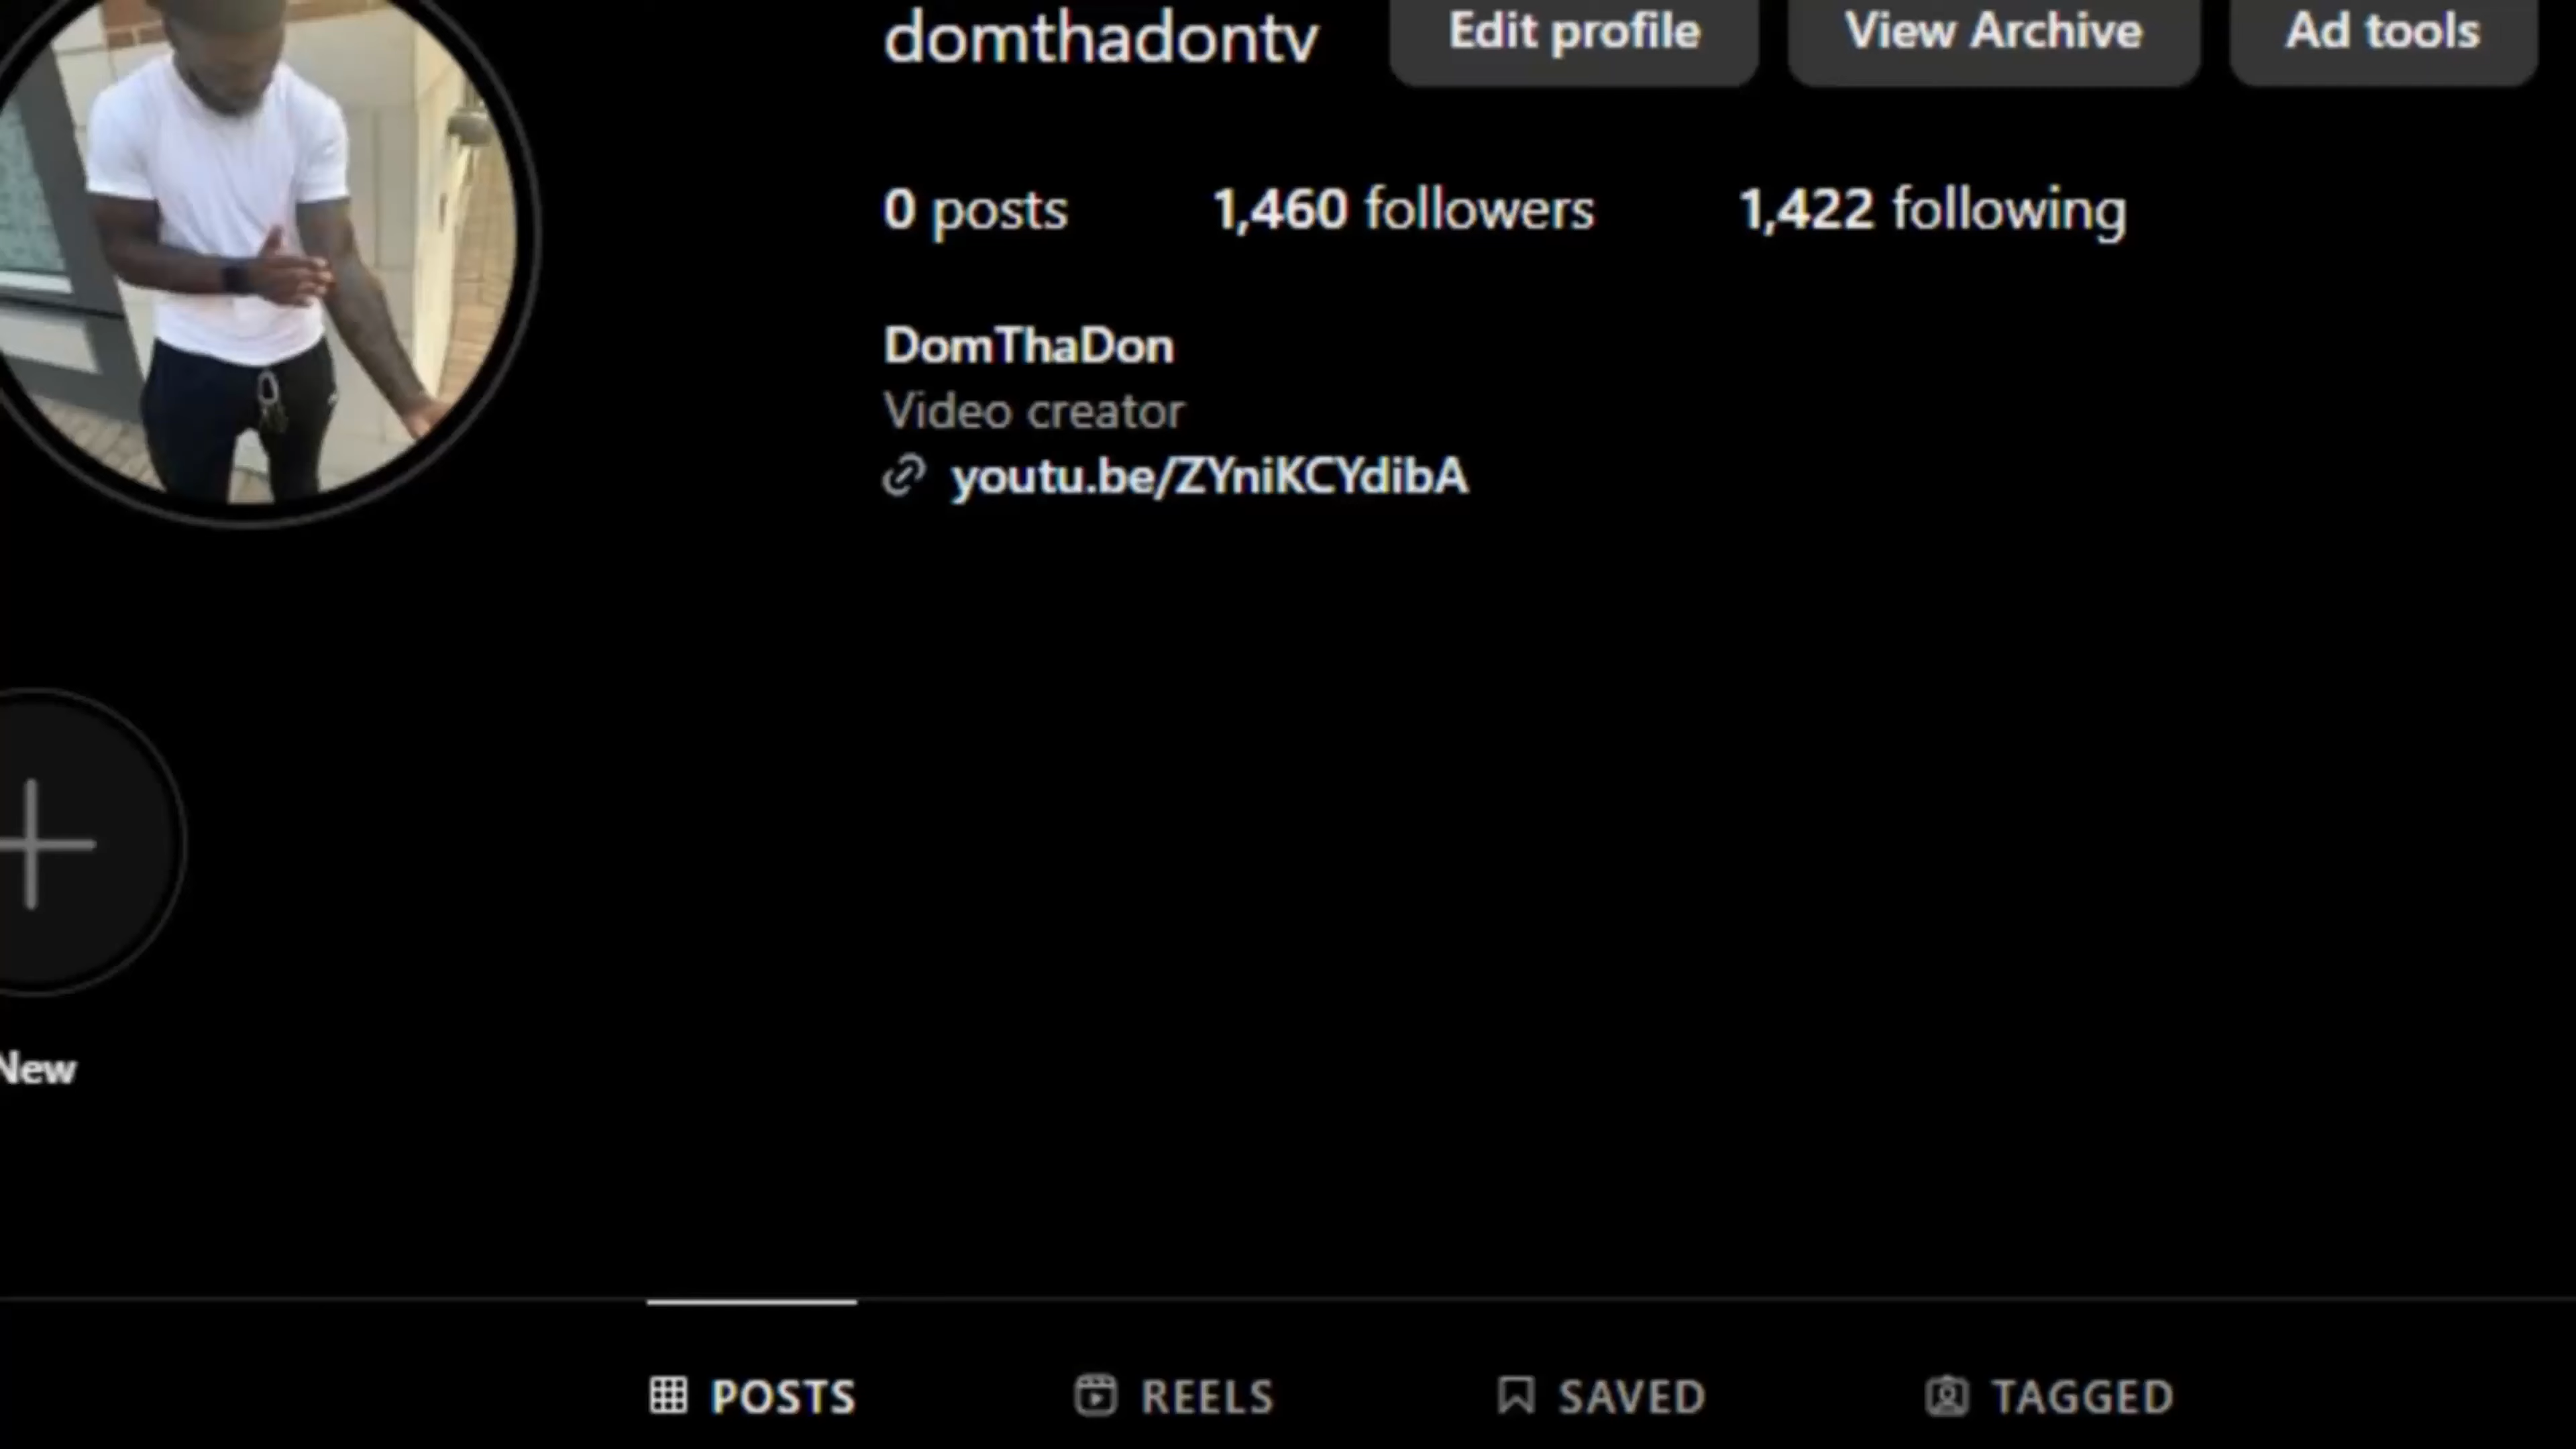 domthadontv Edit profile View Archive Ad tools
0 posts 1,460 followers 1,422 following
DomThaDon
Video creator
youtu.be/ZYniKCYdibA
New
POSTS REELS SAVED TAGGED